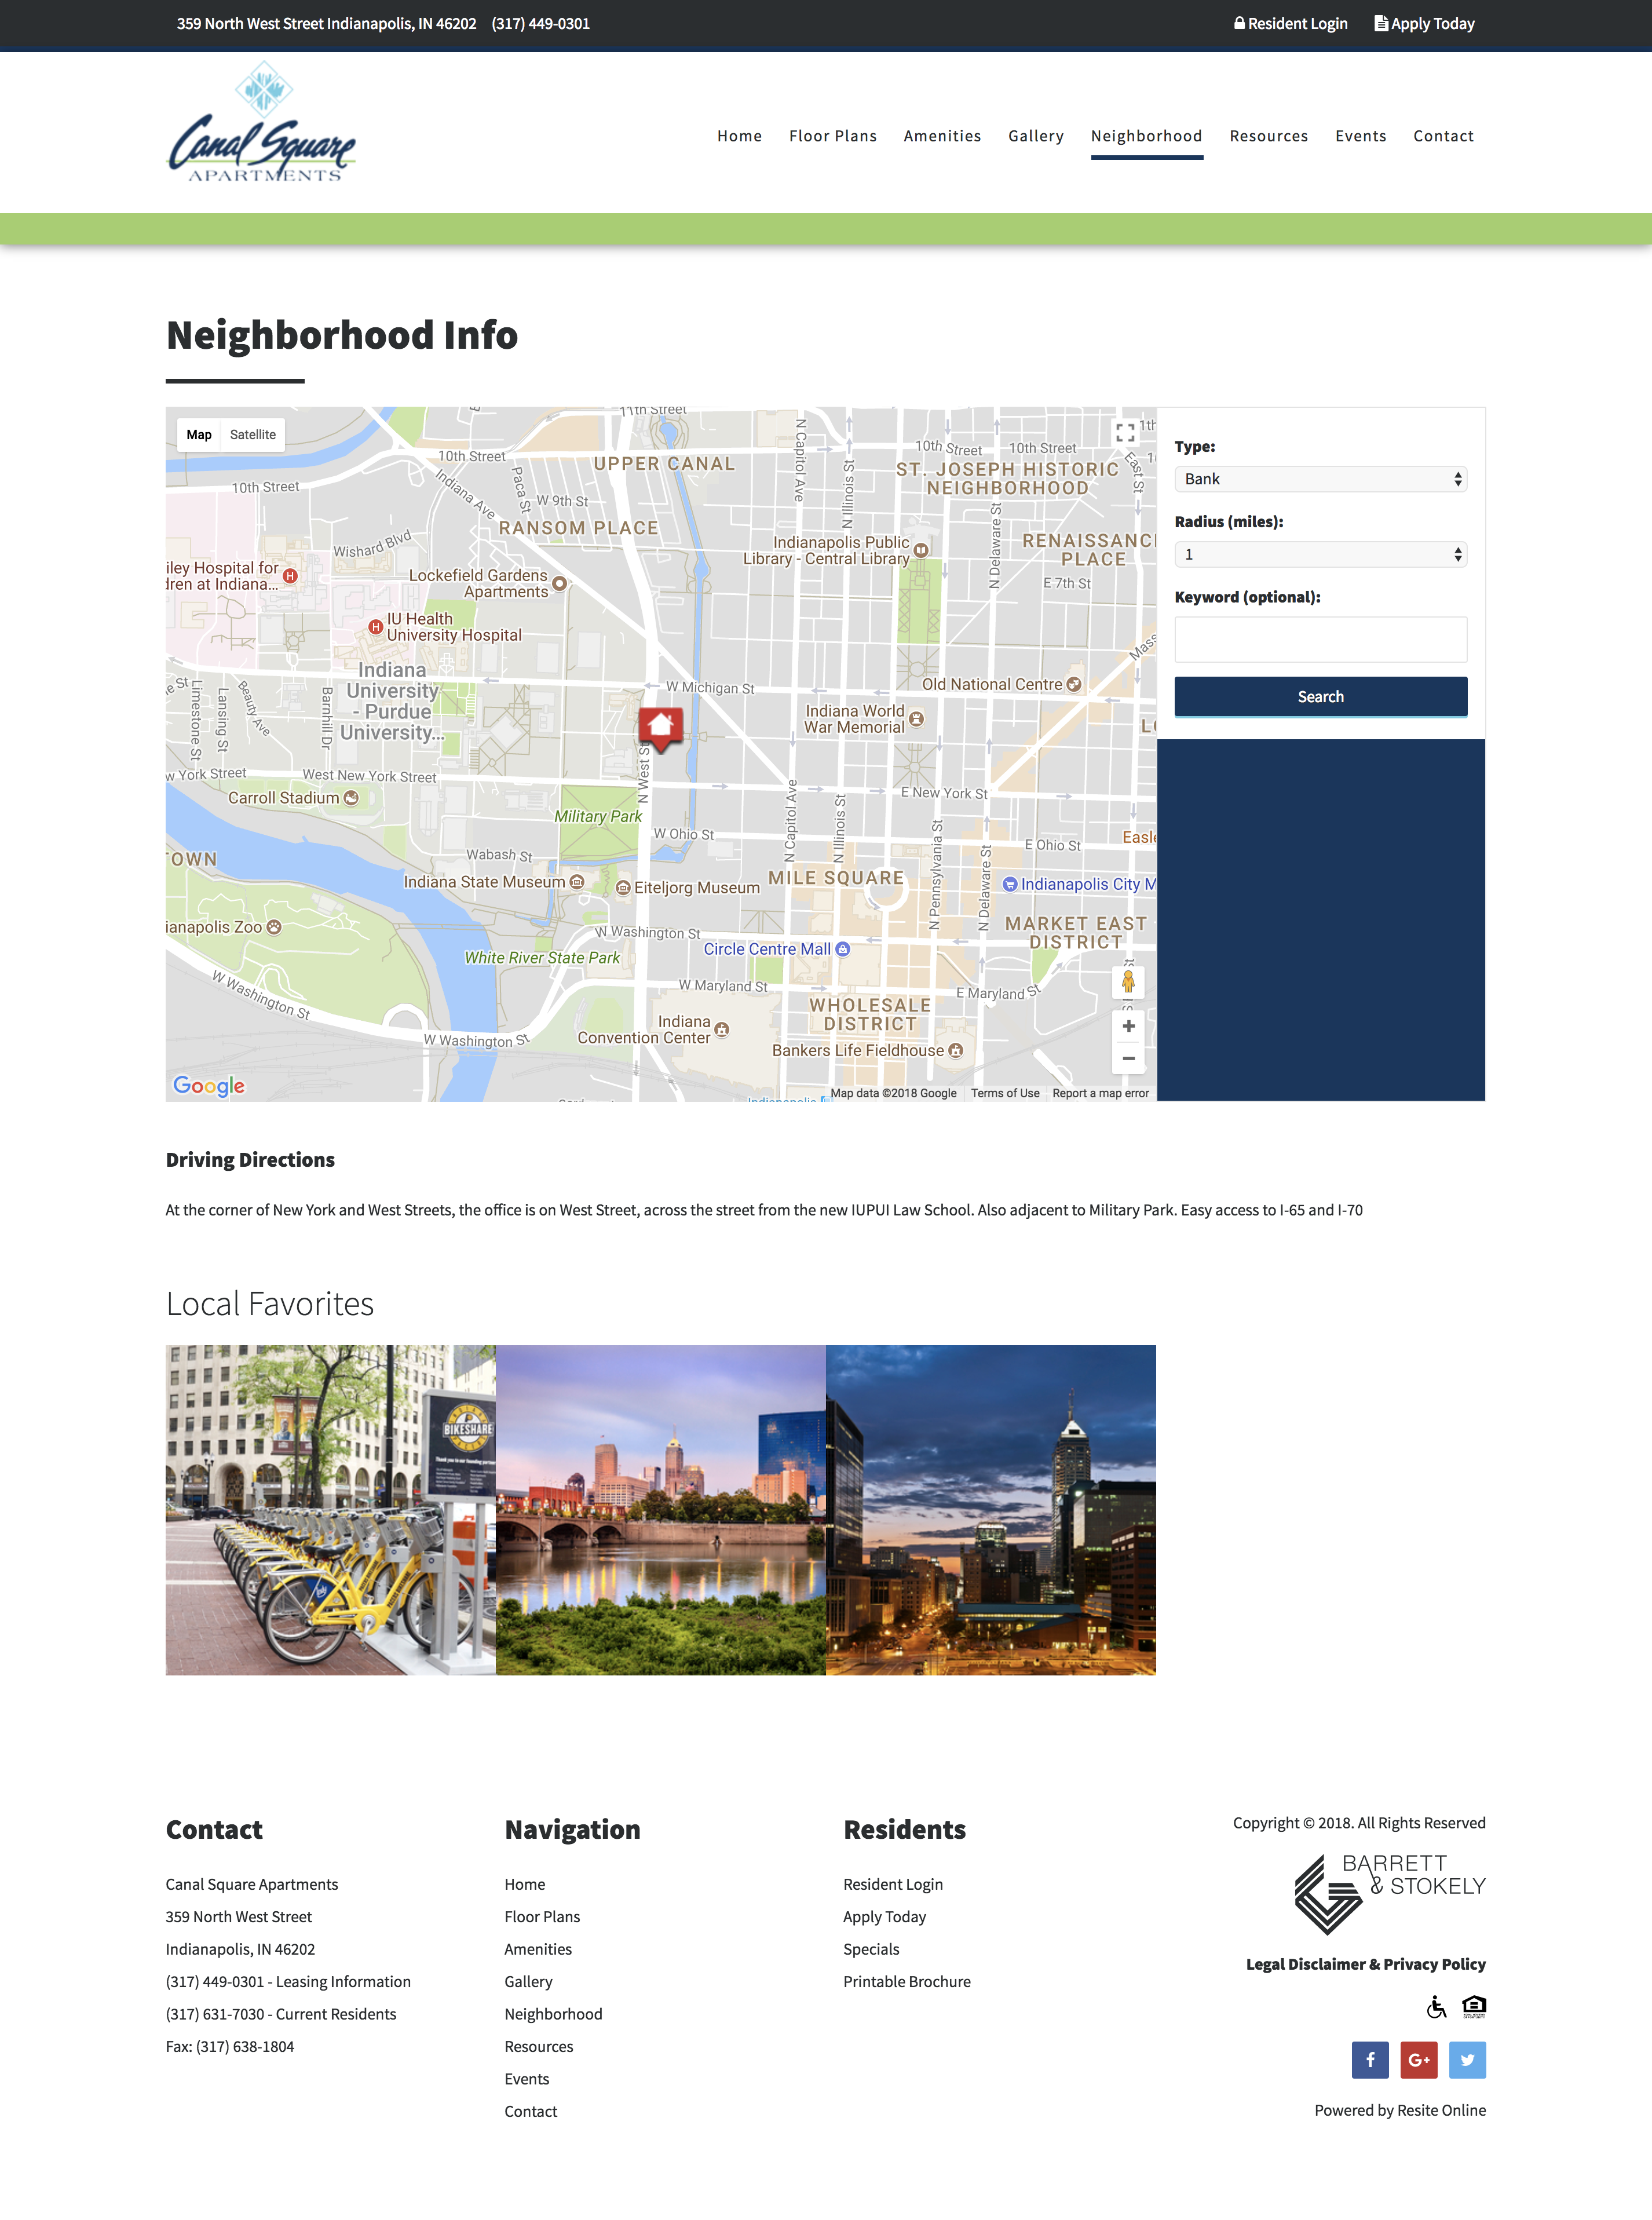 359 North West Street Indianapolis, IN 46202 (317) 449-0301
Resident Login Apply Today
Canal Square
APARTMENTS
Home Floor Plans Amenities Gallery Neighborhood Resources Events Contact
Neighborhood Info
Map Satellite
11th Street
10th Street
UPPER CANAL
N Capitol Ave
N Illinois St
10th Street
10th Street
ST. JOSEPH HISTORIC
NEIGHBORHOOD
East St
10th Street
Indiana Ave
Paca St
W 9th St
RANSOM PLACE
N Delaware St
Wishard Blvd
Indianapolis Public
Library - Central Library
RENAISSANCE
PLACE
E 7th St
iley Hospital for
dren at Indiana...
Lockefield Gardens
Apartments
IU Health
University Hospital
Mass
Indiana
University
- Purdue
University...
W Michigan St
Old National Centre
Indiana World
War Memorial
Limestone St
Lansing St
Beauty Ave
Barnhill Dr
N West St
w York Street
West New York Street
E New York St
Carroll Stadium
Military Park
W Ohio St
N Capitol Ave
N Illinois St
N Pennsylvania St
N Delaware St
E Ohio St
TOWN
Wabash St
Indiana State Museum
Eiteljorg Museum
MILE SQUARE
Indianapolis City M
ianapolis Zoo
MARKET EAST
DISTRICT
W Washington St
Circle Centre Mall
White River State Park
W Washington St
W Maryland St
E Maryland St
WHOLESALE
DISTRICT
Indiana
Convention Center
W Washington St
Bankers Life Fieldhouse
Google
Map data ©2018 Google Terms of Use Report a map error
Type:
Bank
Radius (miles):
1
Keyword (optional):
Search
Driving Directions
At the corner of New York and West Streets, the office is on West Street, across the street from the new IUPUI Law School. Also adjacent to Military Park. Easy access to I-65 and I-70
Local Favorites
BIKESHARE
Contact
Canal Square Apartments
359 North West Street
Indianapolis, IN 46202
(317) 449-0301 - Leasing Information
(317) 631-7030 - Current Residents
Fax: (317) 638-1804
Navigation
Home
Floor Plans
Amenities
Gallery
Neighborhood
Resources
Events
Contact
Residents
Resident Login
Apply Today
Specials
Printable Brochure
Copyright © 2018. All Rights Reserved
BARRETT
& STOKELY
Legal Disclaimer & Privacy Policy
Powered by Resite Online